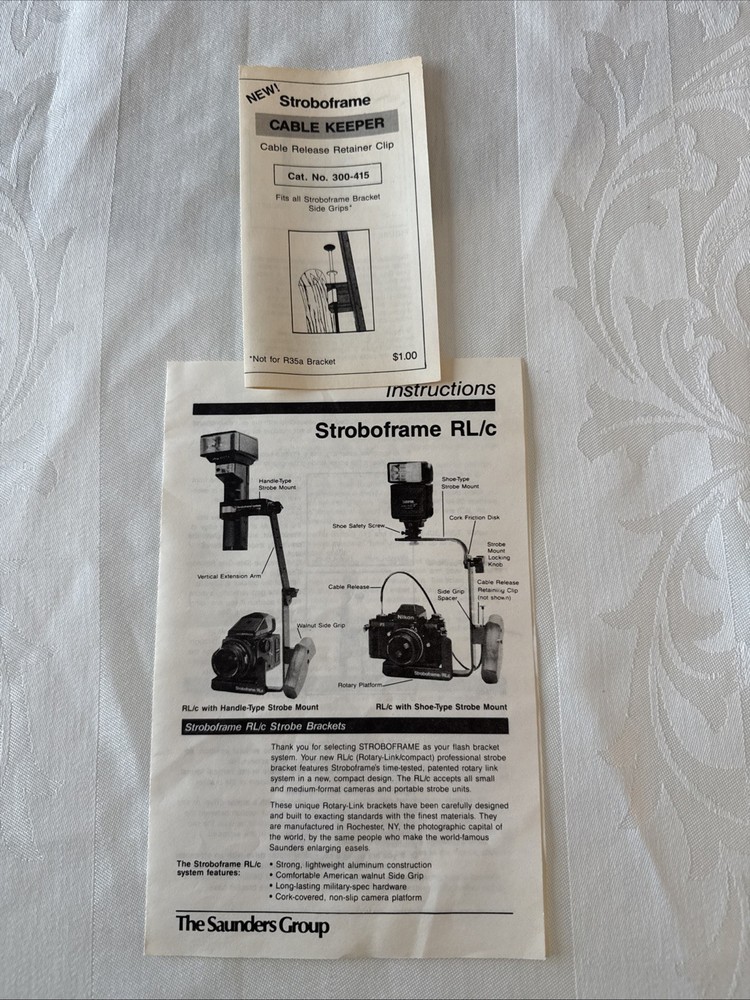 NEW!
Stroboframe
CABLE KEEPER
Cable Release Retainer Clip
Cat. No. 300-415
Fits all Stroboframe Bracket
Side Grips*
*Not for R35a Bracket
$1.00
Instructions
Stroboframe RL/c
Handle-Type
Strobe Mount
Vertical Extension Arm
Walnut Side Grip
Stroboframe RL/c
RL/c with Handle-Type Strobe Mount
Shoe-Type
Strobe Mount
Cork Friction Disk
Shoe Safety Screw
Strobe
Mount
Locking
Knob
Cable Release
Side Grip
Spacer
Cable Release
Retaining Clip
(not shown)
Nikon
Rotary Platform
Stroboframe RL/c
RL/c with Shoe-Type Strobe Mount
Stroboframe RL/c Strobe Brackets
Thank you for selecting STROBOFRAME as your flash bracket
system. Your new RL/c (Rotary-Link/compact) professional strobe
bracket features Stroboframe's time-tested, patented rotary link
system in a new, compact design. The RL/c accepts all small
and medium-format cameras and portable strobe units.
These unique Rotary-Link brackets have been carefully designed
and built to exacting standards with the finest materials. They
are manufactured in Rochester, NY, the photographic capital of
the world, by the same people who make the world-famous
Saunders enlarging easels.
The Stroboframe RL/c
system features:
• Strong, lightweight aluminum construction
• Comfortable American walnut Side Grip
• Long-lasting military-spec hardware
• Cork-covered, non-slip camera platform
The Saunders Group